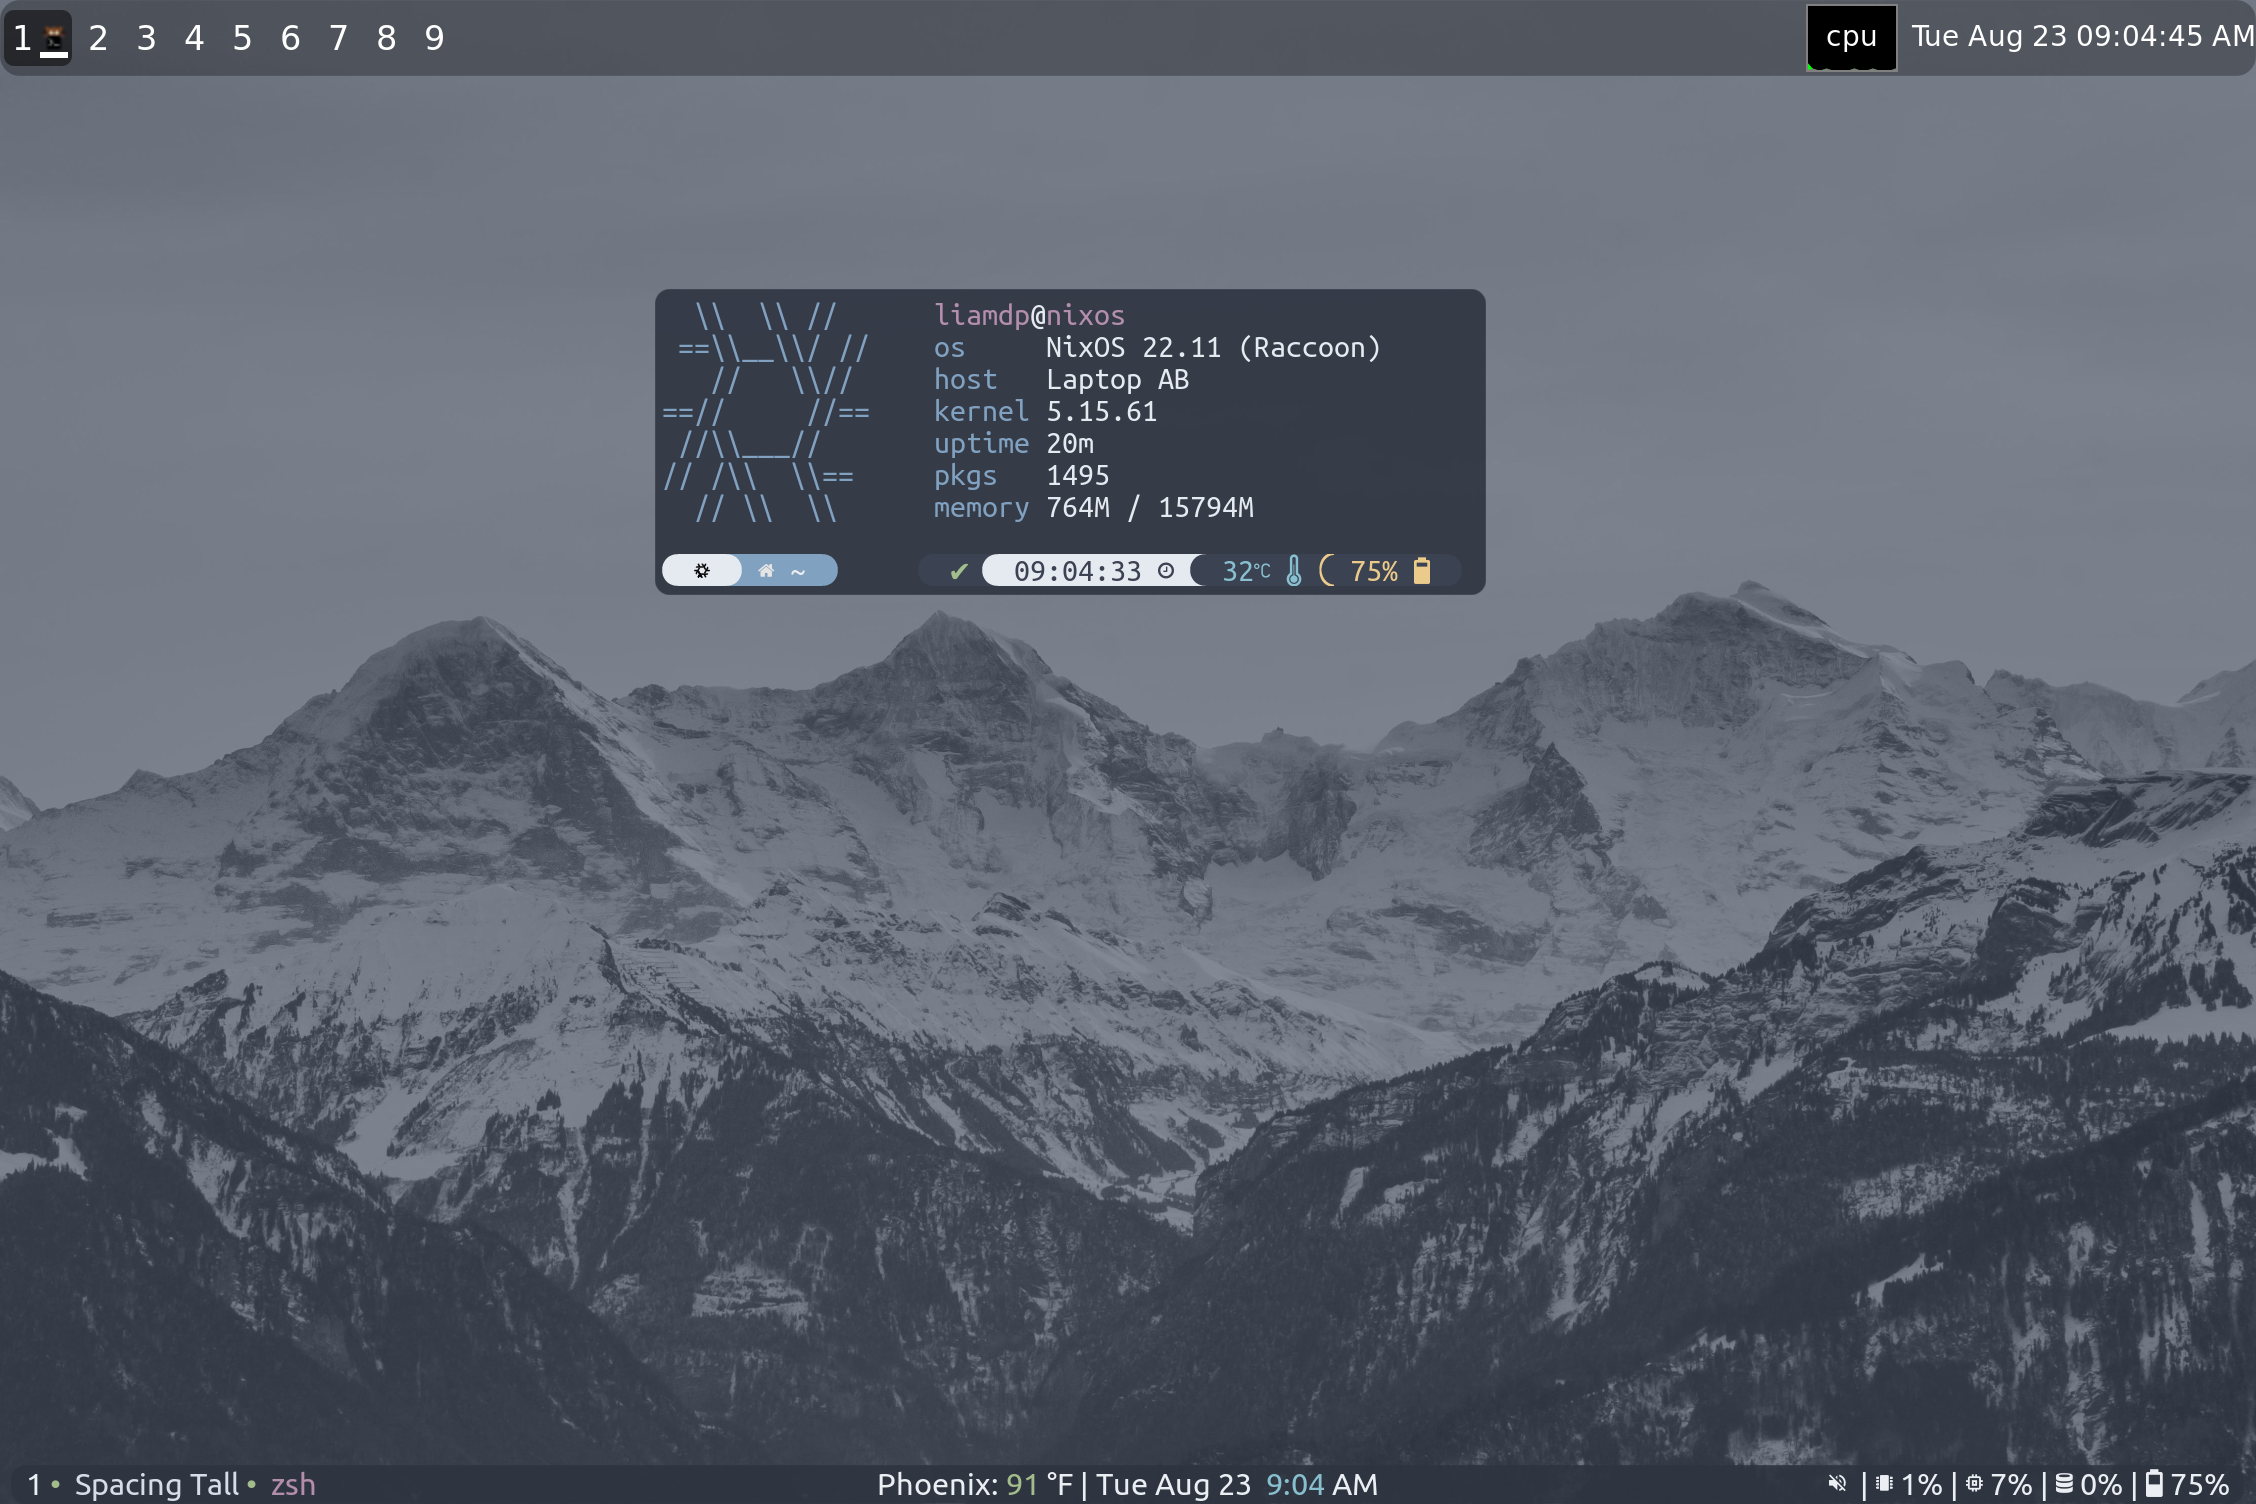 1 2 3 4 5 6 7 8 9
cpu Tue Aug 23 09:04:45 AM
  \\  \\ //
 ==\\__\\/ //
   //   \\//
==//     //==
 //\\___//
// /\\  \\==
  // \\  \\
liamdp@nixos
os NixOS 22.11 (Raccoon)
host Laptop AB
kernel 5.15.61
uptime 20m
pkgs 1495
memory 764M / 15794M
~ ✔ 09:04:33 32°C 75%
1 • Spacing Tall • zsh
Phoenix: 91 °F | Tue Aug 23 9:04 AM
| 1% | 7% | 0% | 75%